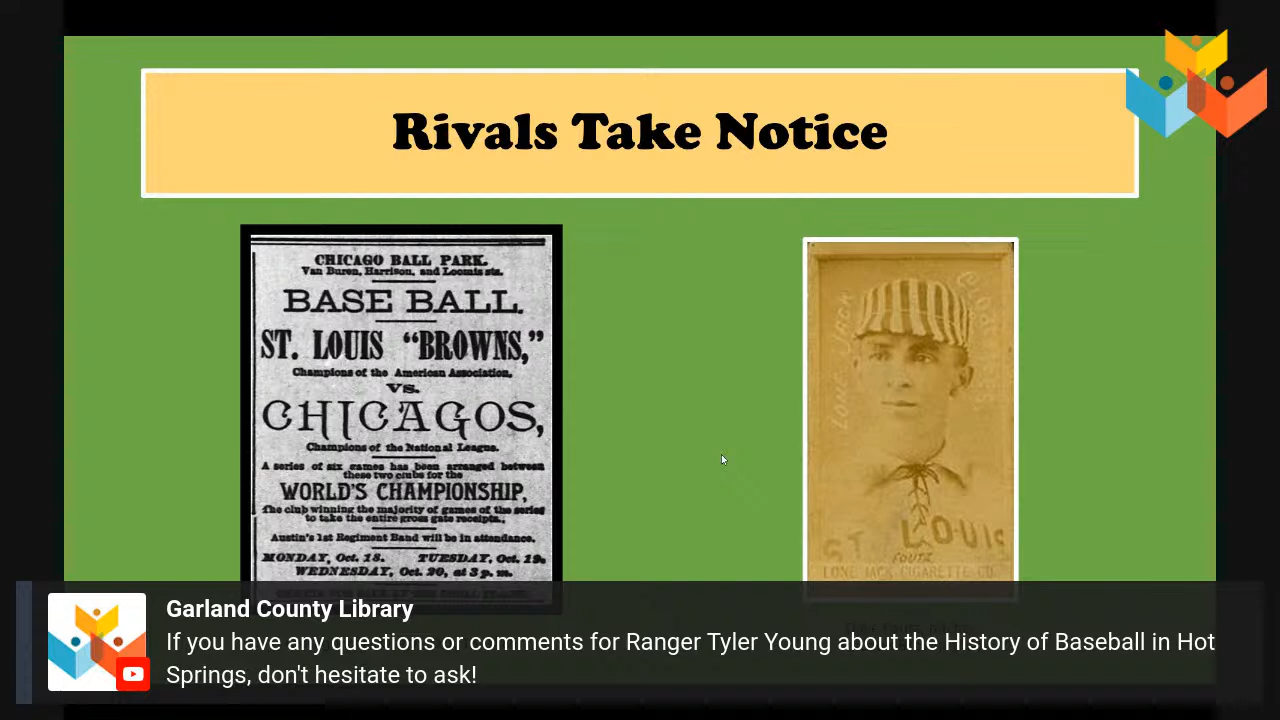 Rivals Take Notice
CHICAGO BALL PARK.
Van Buren, Harrison, and Loomis sts.
BASE BALL.
ST. LOUIS “BROWNS,”
Champions of the American Association,
VS.
CHICAGOS,
Champions of the National League.
A series of six games has been arranged between
these two clubs for the
WORLD'S CHAMPIONSHIP,
The club winning the majority of games of the series
to take the entire gross gate receipts.
Austin's 1st Regiment Band will be in attendance.
MONDAY, Oct. 18. TUESDAY, Oct. 19.
WEDNESDAY, Oct. 20, at 3 p. m.
LONE JACK
ST. LOUIS
FOUTZ
LONE JACK CIGARETTE CO.
Garland County Library
If you have any questions or comments for Ranger Tyler Young about the History of Baseball in Hot
Springs, don't hesitate to ask!